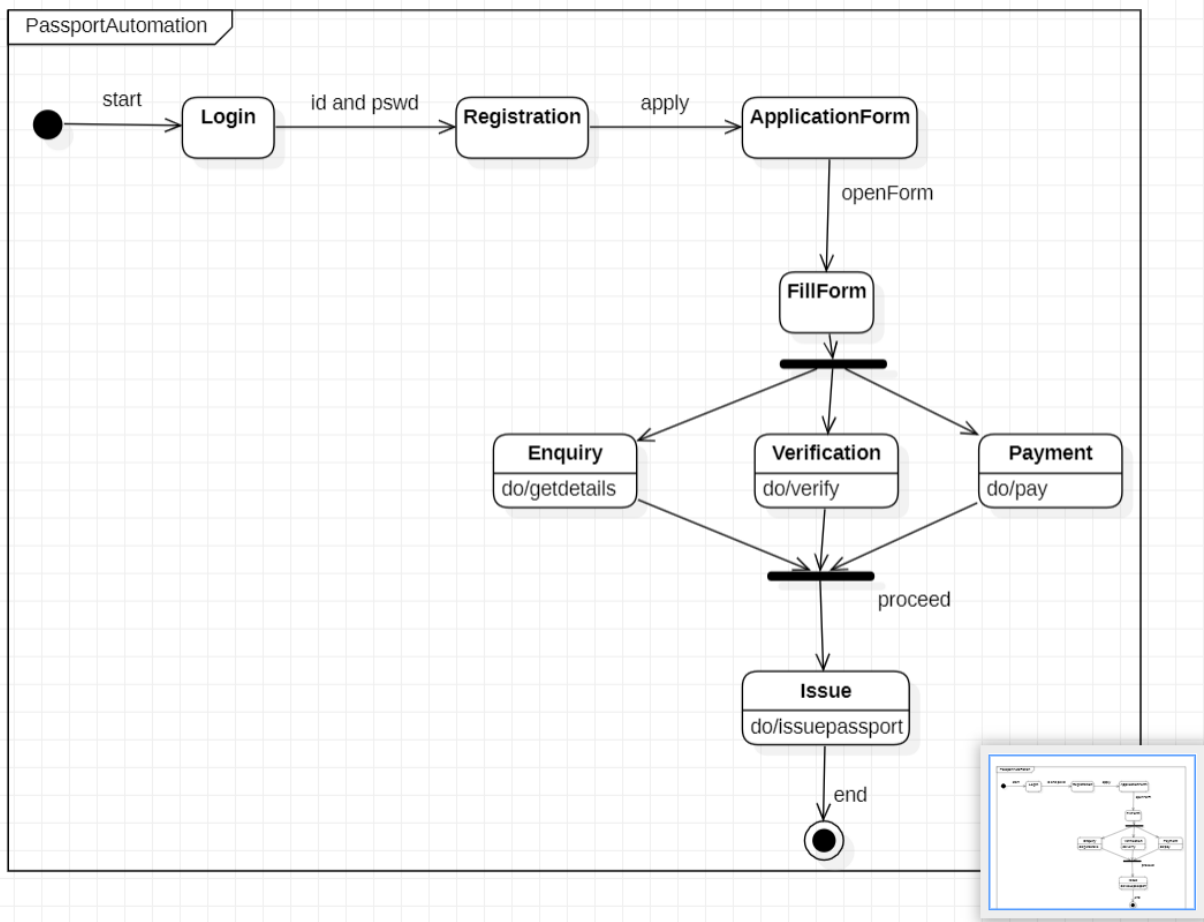 PassportAutomation
start
id and pswd
apply
Login
Registration
ApplicationForm
openForm
FillForm
Enquiry
do/getdetails
Verification
do/verify
Payment
do/pay
proceed
Issue
do/issuepassport
end